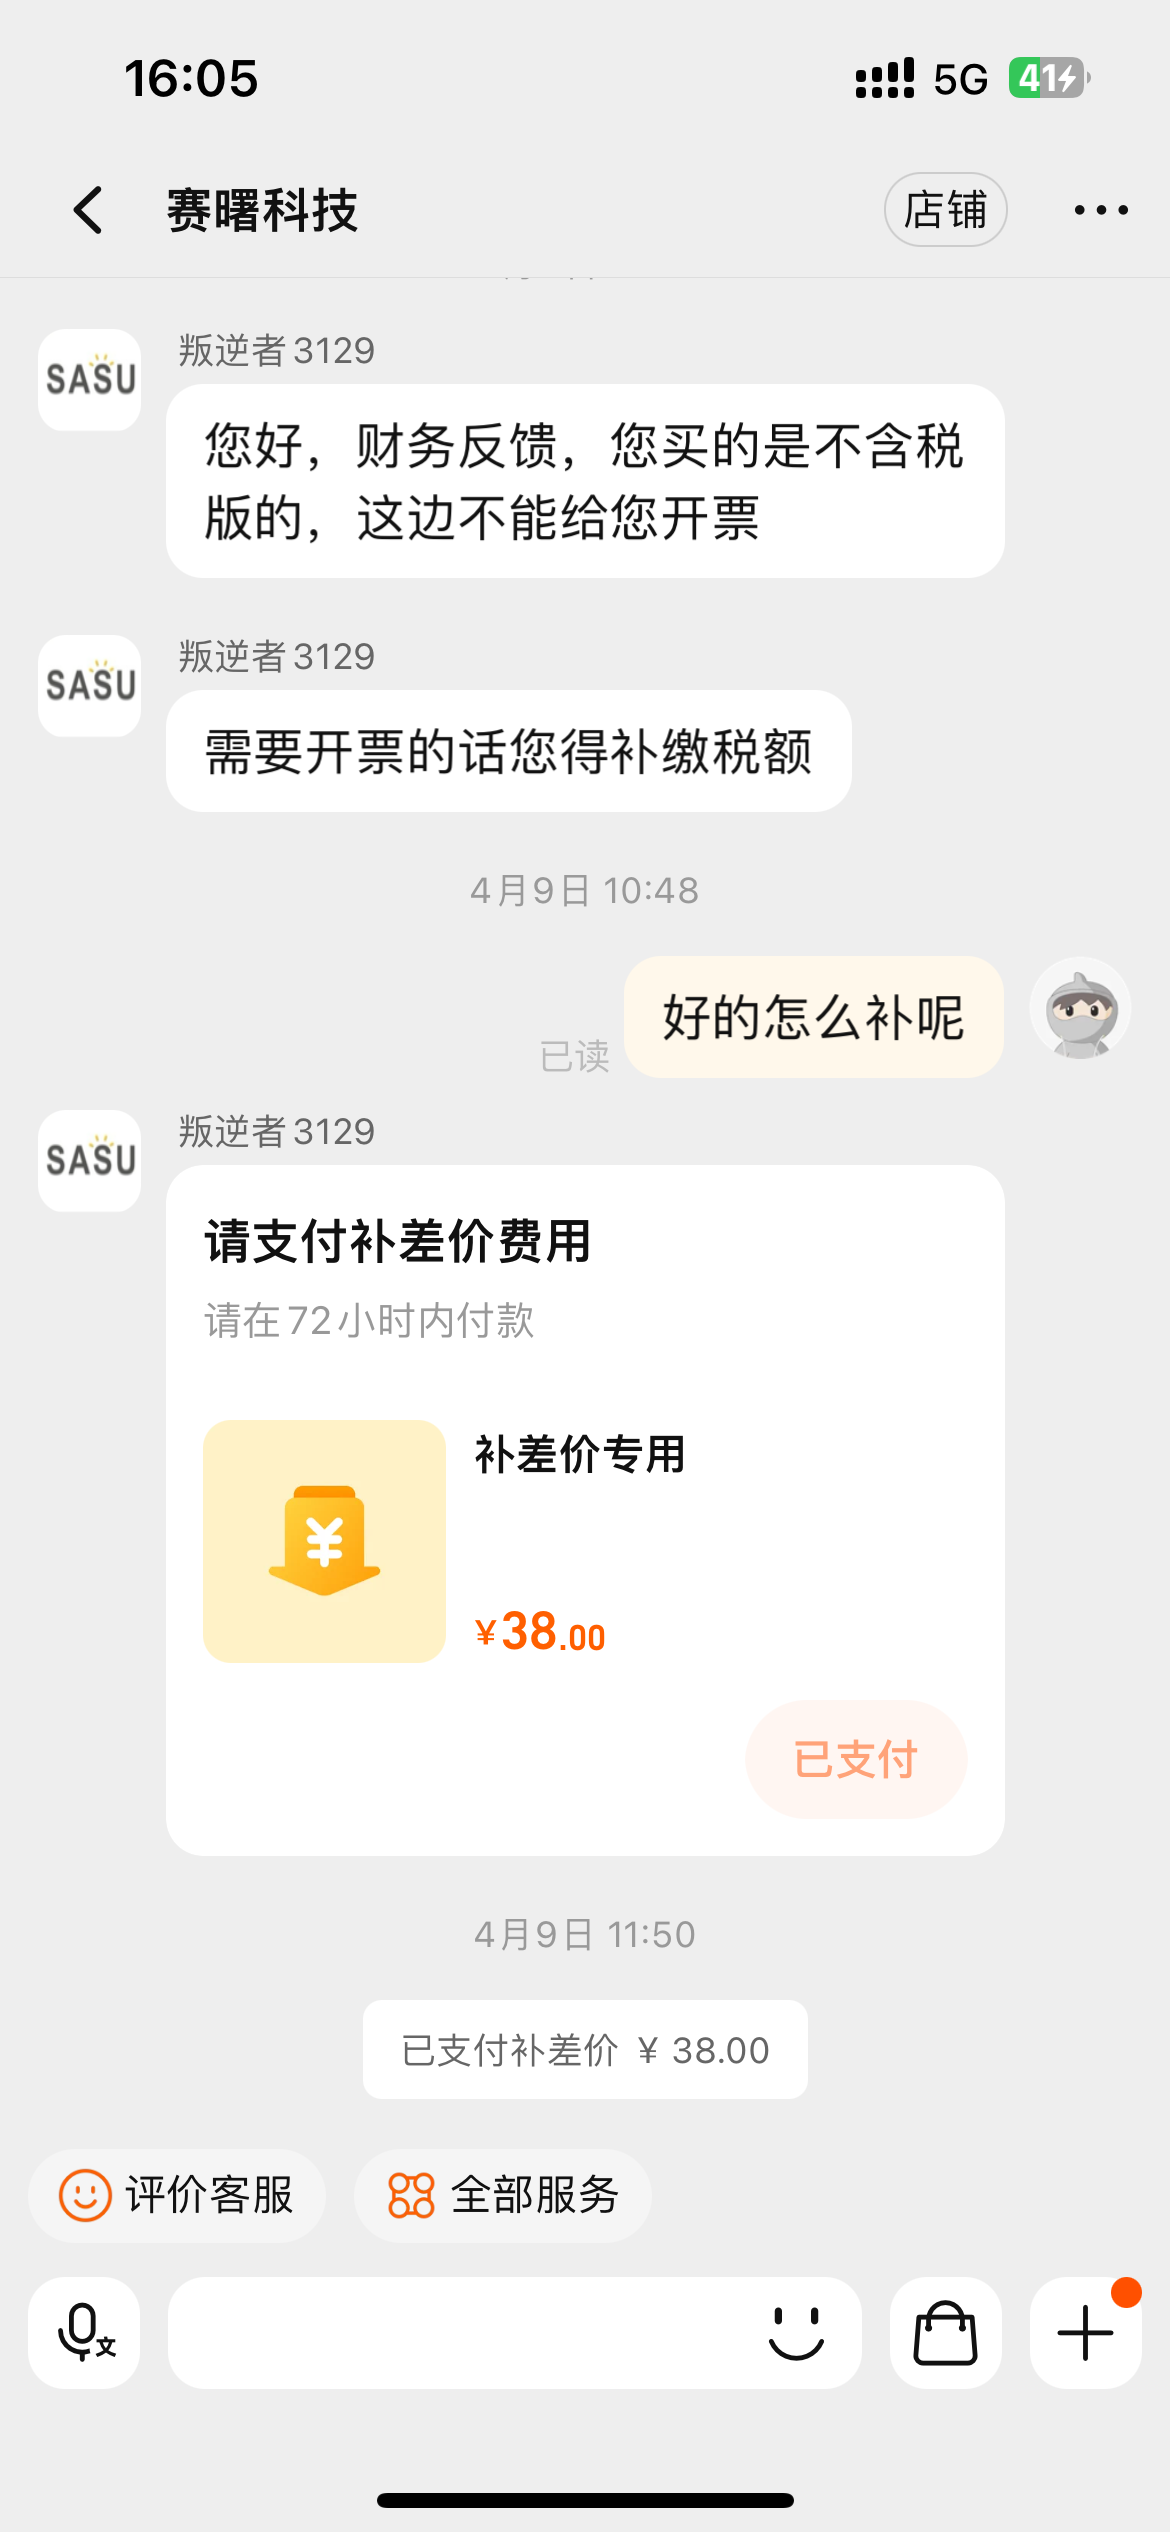 16:05
5G
41
赛曙科技
店铺
SASU
叛逆者3129
您好，财务反馈，您买的是不含税
版的，这边不能给您开票
SASU
叛逆者3129
需要开票的话您得补缴税额
4月9日 10:48
好的怎么补呢
已读
SASU
叛逆者3129
请支付补差价费用
请在72小时内付款
补差价专用
¥
¥38.00
已支付
4月9日 11:50
已支付补差价 ¥ 38.00
评价客服
全部服务
文